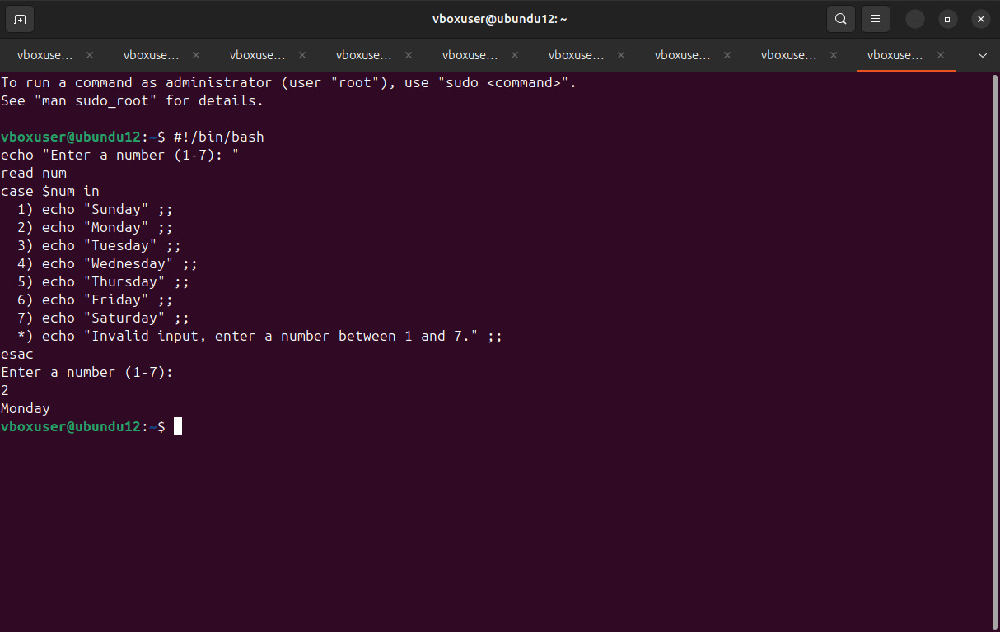 vboxuser@ubundu12: ~
vboxuse... vboxuse... vboxuse... vboxuse... vboxuse... vboxuse... vboxuse... vboxuse... vboxuse...
To run a command as administrator (user "root"), use "sudo <command>".
See "man sudo_root" for details.
vboxuser@ubundu12:~$ #!/bin/bash
echo "Enter a number (1-7): "
read num
case $num in
  1) echo "Sunday" ;;
  2) echo "Monday" ;;
  3) echo "Tuesday" ;;
  4) echo "Wednesday" ;;
  5) echo "Thursday" ;;
  6) echo "Friday" ;;
  7) echo "Saturday" ;;
  *) echo "Invalid input, enter a number between 1 and 7." ;;
esac
Enter a number (1-7):
2
Monday
vboxuser@ubundu12:~$